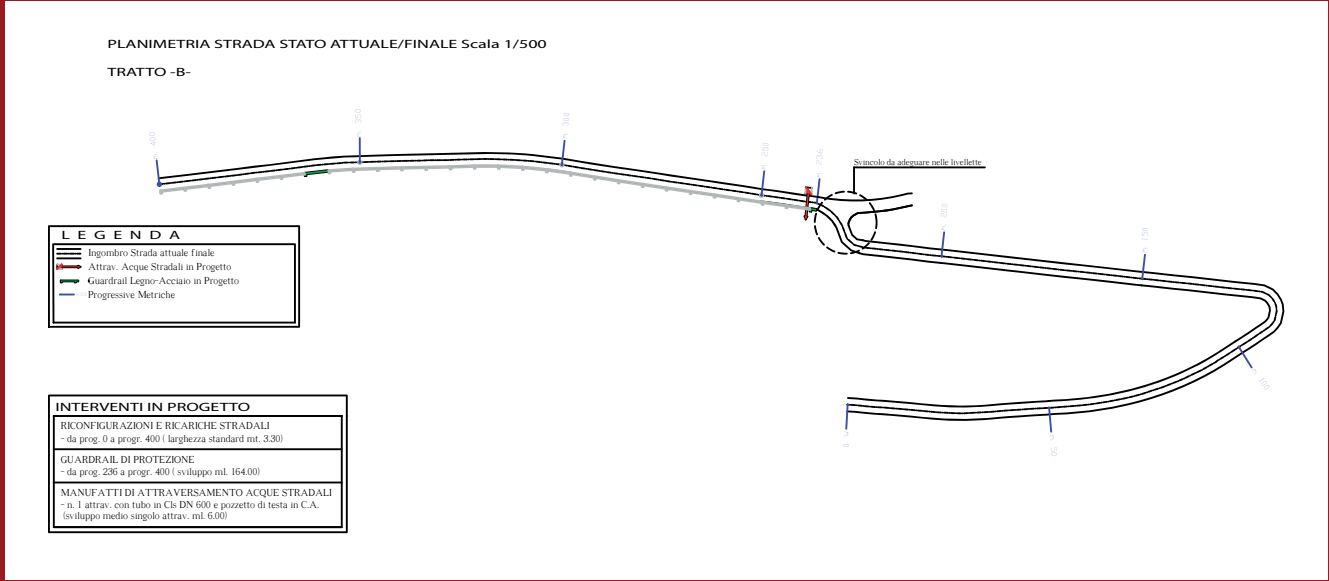 PLANIMETRIA STRADA STATO ATTUALE/FINALE Scala 1/500
TRATTO -B-
400
350
300
250
236
Svincolo da adeguare nelle livellette
200
150
100
50
0
L E G E N D A
Ingombro Strada attuale finale
Attrav. Acque Stradali in Progetto
Guardrail Legno-Acciaio in Progetto
Progressive Metriche
INTERVENTI IN PROGETTO
RICONFIGURAZIONI E RICARICHE STRADALI
- da prog. 0 a progr. 400 ( larghezza standard mt. 3.30)
GUARDRAIL DI PROTEZIONE
- da prog. 236 a progr. 400 ( sviluppo ml. 164.00)
MANUFATTI DI ATTRAVERSAMENTO ACQUE STRADALI
- n. 1 attrav. con tubo in Cls DN 600 e pozzetto di testa in C.A.
(sviluppo medio singolo attrav. ml. 6.00)